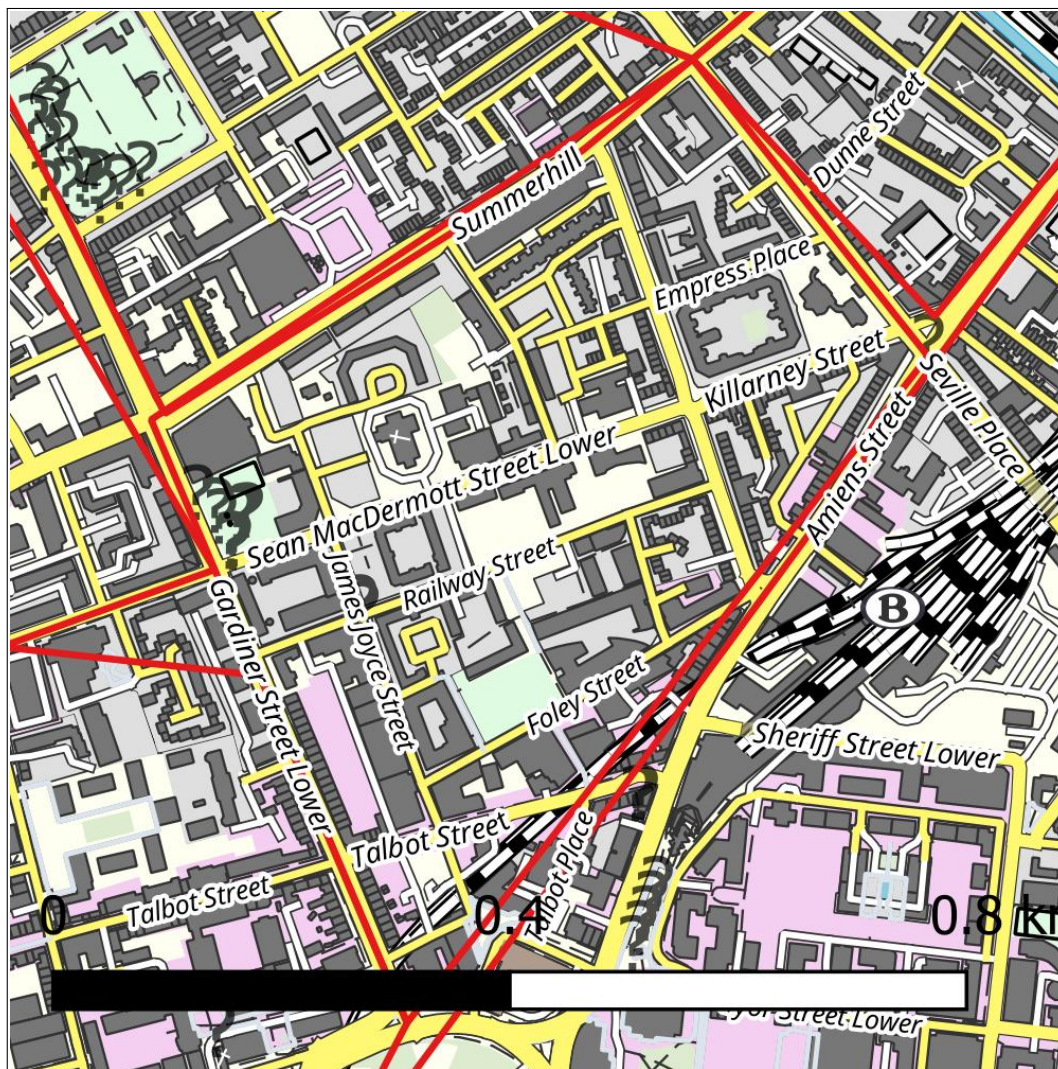 Dunne Street
Summerhill
Empress Place
Killarney Street
Seville Place
Amiens Street
Sean MacDermott Street Lower
Railway Street
James Joyce Street
Gardiner Street Lower
B
Foley Street
Sheriff Street Lower
Talbot Street
Talbot Place
Talbot Street
0
0.4
0.8
Street Lower